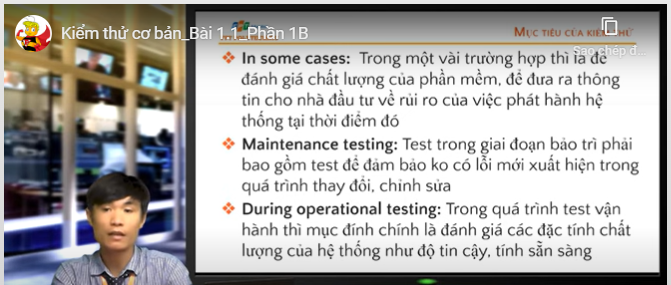 Kiểm thử cơ bản_Bài 1.1_Phần 1B
MỤC TIÊU CỦA KIỂM THỬ
Sao chép đ...
In some cases: Trong một vài trường hợp thì là để
đánh giá chất lượng của phần mềm, để đưa ra thông
tin cho nhà đầu tư về rủi ro của việc phát hành hệ
thống tại thời điểm đó
Maintenance testing: Test trong giai đoạn bảo trì phải
bao gồm test để đảm bảo ko có lỗi mới xuất hiện trong
quá trình thay đổi, chỉnh sửa
During operational testing: Trong quá trình test vận
hành thì mục đính chính là đánh giá các đặc tính chất
lượng của hệ thống như độ tin cậy, tính sẵn sàng